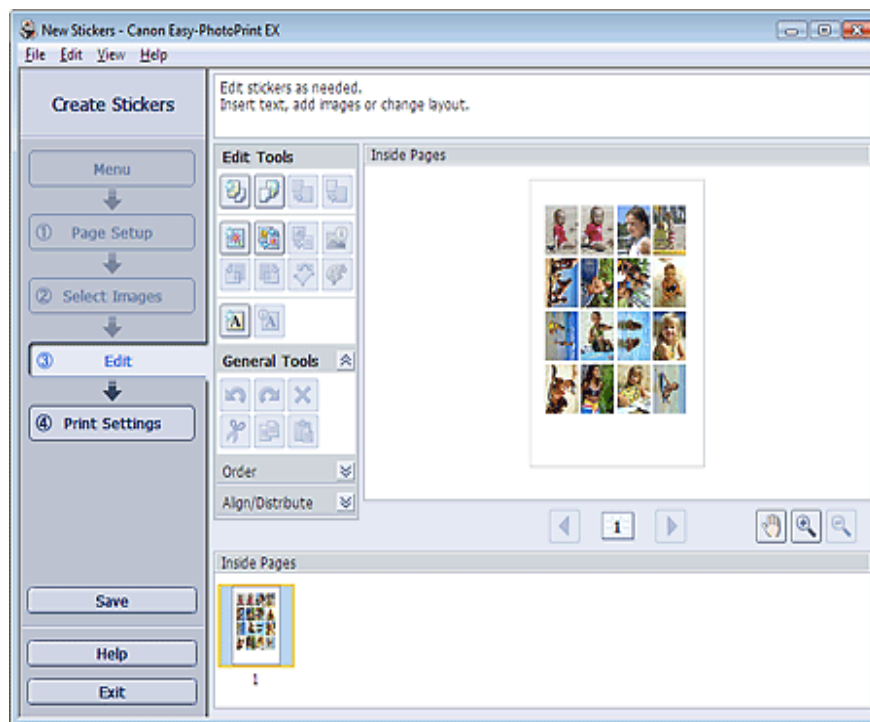 New Stickers - Canon Easy-PhotoPrint EX
File Edit View Help
Create Stickers
Edit stickers as needed.
Insert text, add images or change layout.
Menu
① Page Setup
② Select Images
③ Edit
④ Print Settings
Save
Help
Exit
Edit Tools
A A
General Tools
Order
Align/Distribute
Inside Pages
1
Inside Pages
1